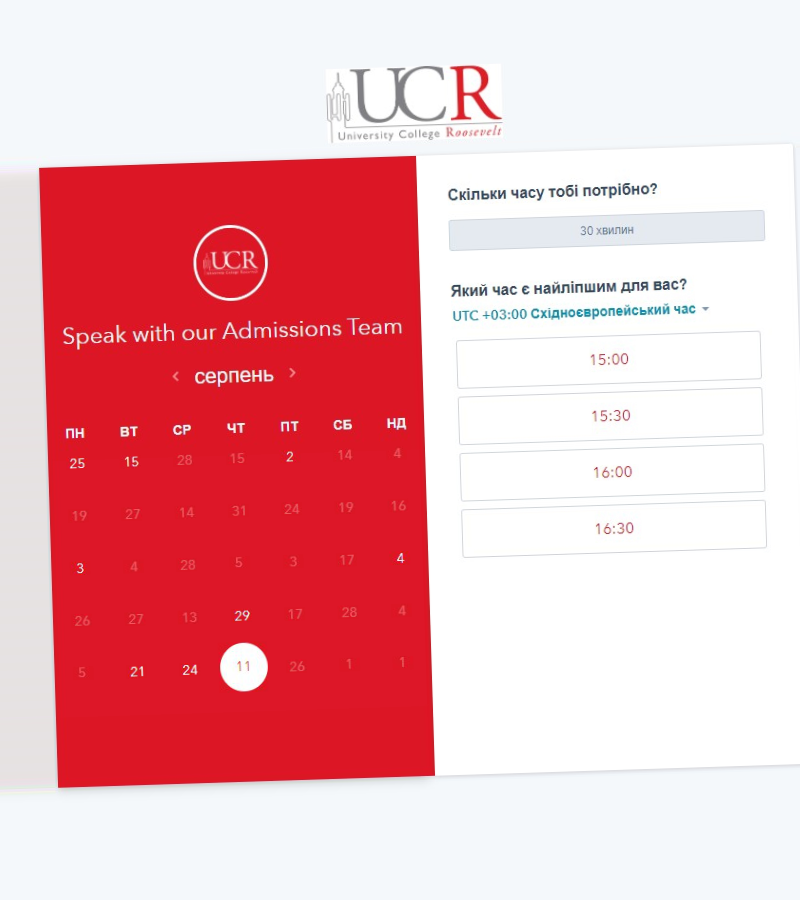 UCR
University College Roosevelt
UCR
Speak with our Admissions Team
серпень
ПН ВТ СР ЧТ ПТ СБ НД
25 15 28 15 2 14 4
19 27 14 31 24 19 16
3 4 28 5 3 17 4
26 27 13 29 17 28 4
5 21 24 11 26 1 1
Скільки часу тобі потрібно?
30 хвилин
Який час є найліпшим для вас?
UTC +03:00 Східноєвропейський час
15:00
15:30
16:00
16:30